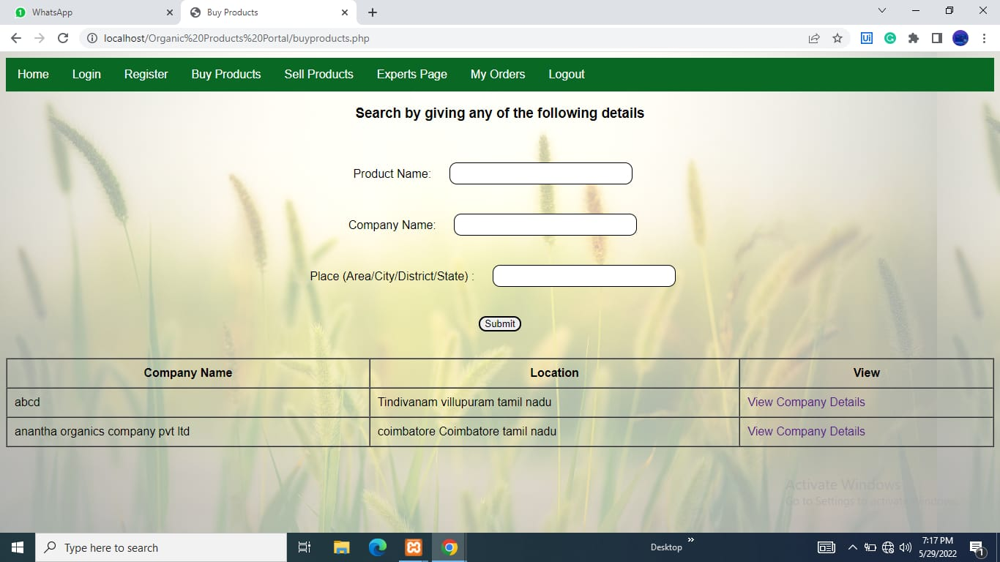 WhatsApp
Buy Products
localhost/Organic%20Products%20Portal/buyproducts.php
Home Login Register Buy Products Sell Products Experts Page My Orders Logout
Search by giving any of the following details
Product Name:
Company Name:
Place (Area/City/District/State) :
Submit
Company Name Location View
abcd Tindivanam villupuram tamil nadu View Company Details
anantha organics company pvt ltd coimbatore Coimbatore tamil nadu View Company Details
Activate Windows
Go to Settings to activate Windows.
Type here to search
Desktop
7:17 PM
5/29/2022
1